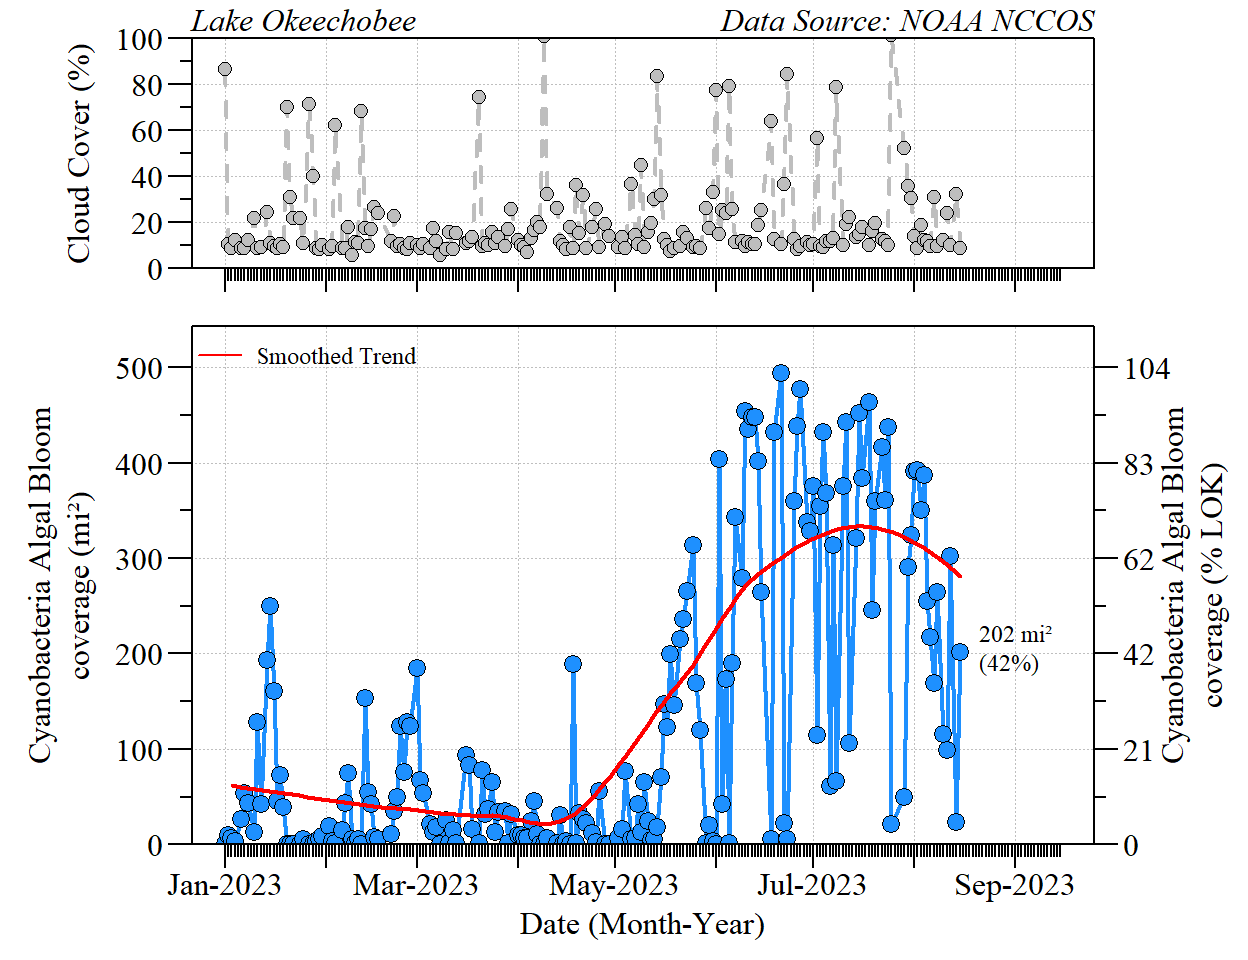 Lake Okeechobee
Data Source: NOAA NCCOS
Cloud Cover (%)
100
80
60
40
20
0
Smoothed Trend
Cyanobacteria Algal Bloom
coverage (mi²)
500
400
300
200
100
0
104
83
62
42
21
0
Cyanobacteria Algal Bloom
coverage (% LOK)
202 mi²
(42%)
Jan-2023
Mar-2023
May-2023
Jul-2023
Sep-2023
Date (Month-Year)